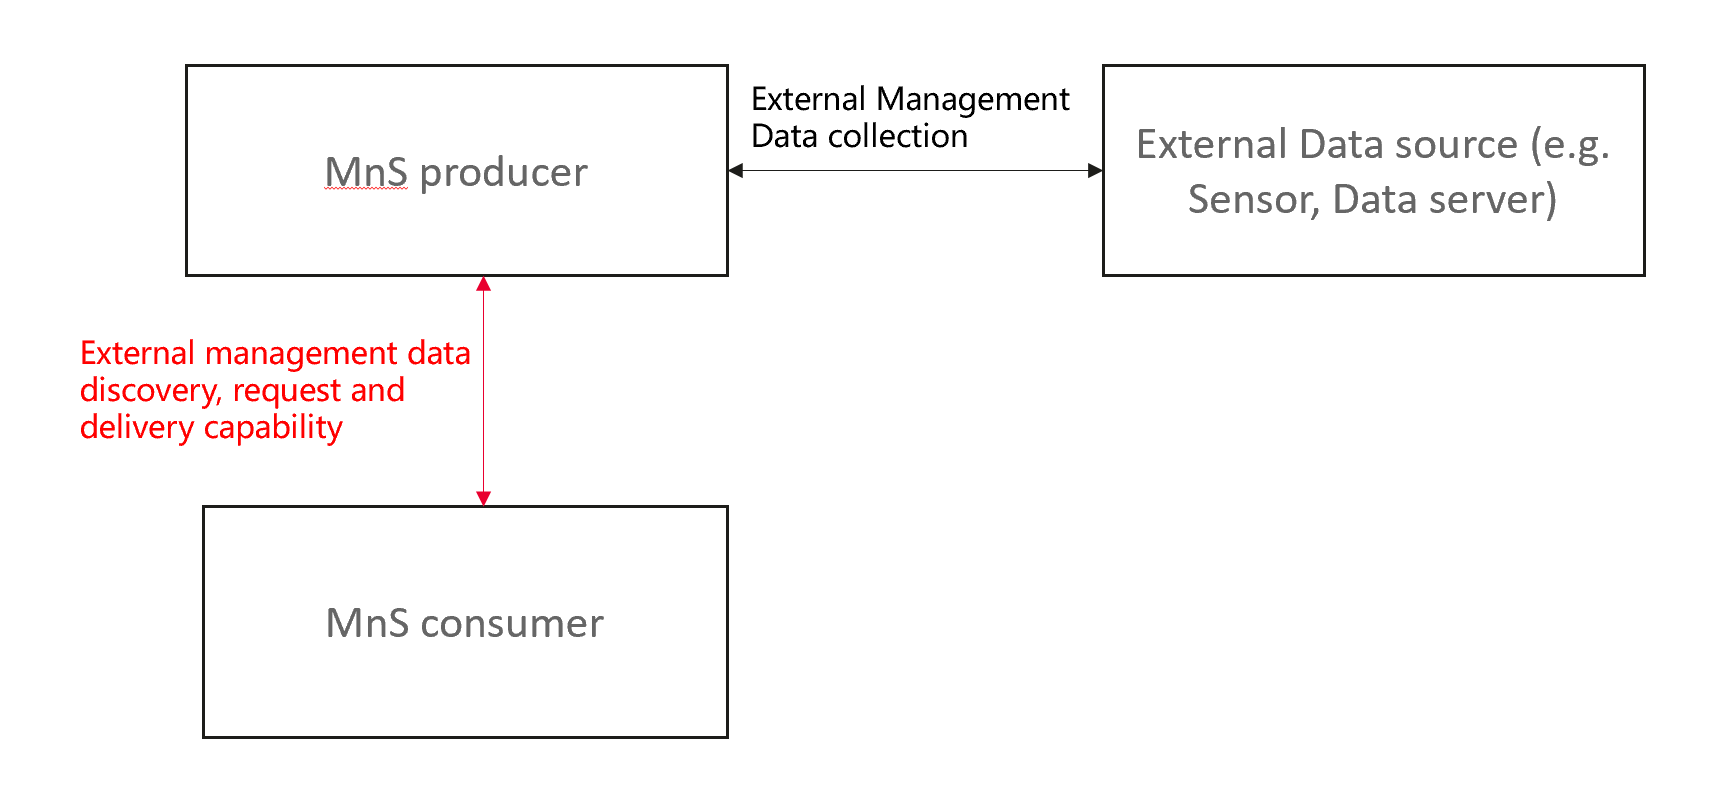 External Management
Data collection
MnS producer
External Data source (e.g.
Sensor, Data server)
External management data
discovery, request and
delivery capability
MnS consumer